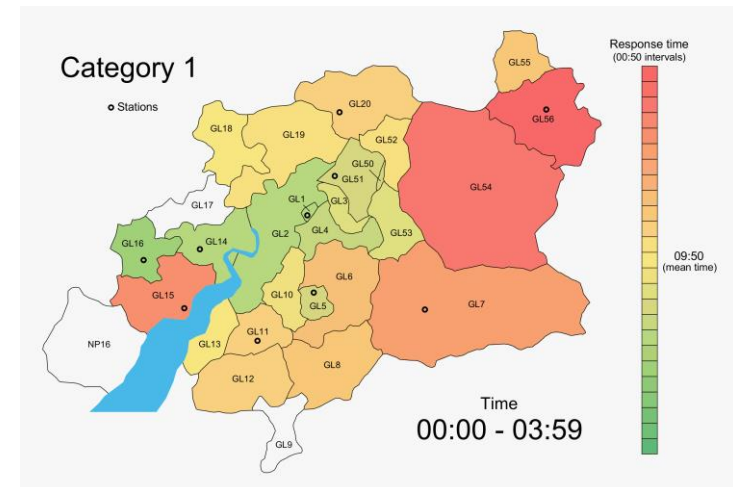 Category 1
Stations
Response time
(00:50 intervals)
GL55
GL56
GL20
GL18
GL19
GL52
GL50
GL51
GL54
GL17
GL1
GL3
GL16
GL14
GL2
GL4
GL53
GL15
GL10
GL6
GL5
GL7
09:50
(mean time)
NP16
GL13
GL11
GL12
GL8
GL9
Time
00:00 - 03:59